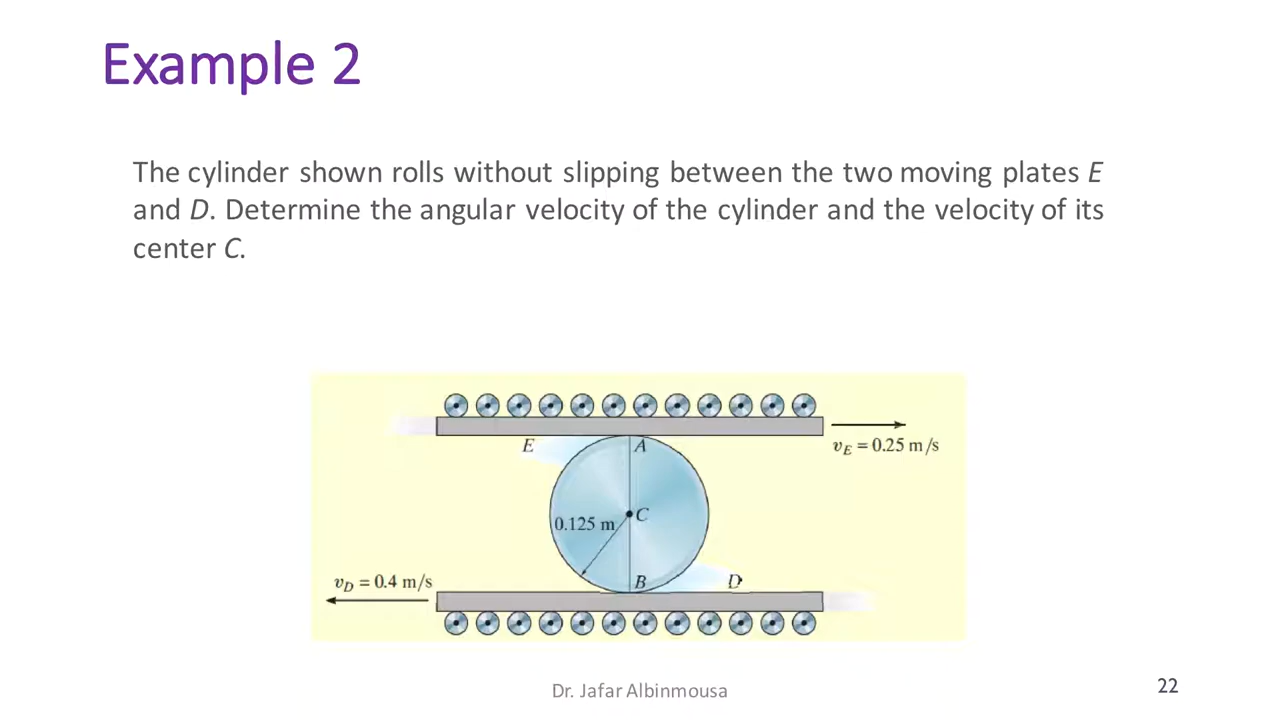 Example 2
The cylinder shown rolls without slipping between the two moving plates E
and D. Determine the angular velocity of the cylinder and the velocity of its
center C.
E
A
vE = 0.25 m/s
C
0.125 m
vD = 0.4 m/s
B
D
Dr. Jafar Albinmousa
22